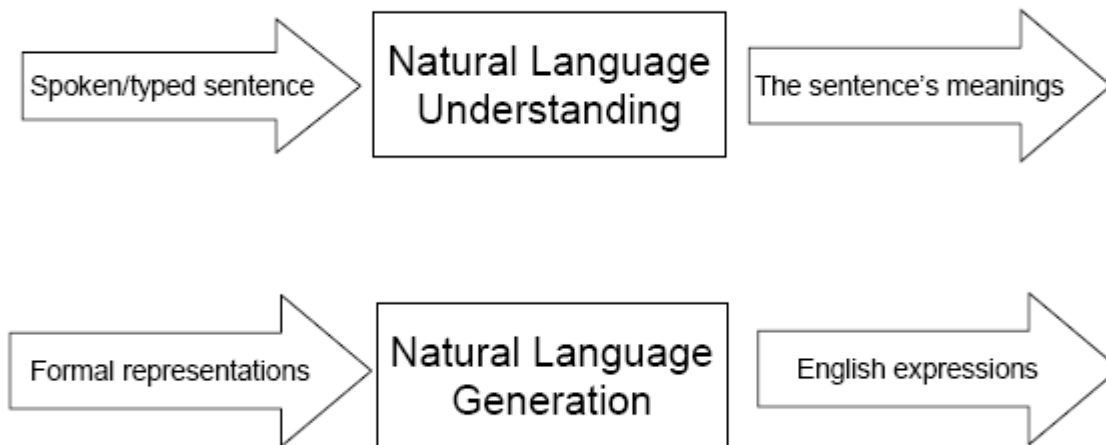 Spoken/typed sentence
Natural Language
Understanding
The sentence's meanings
Formal representations
Natural Language
Generation
English expressions